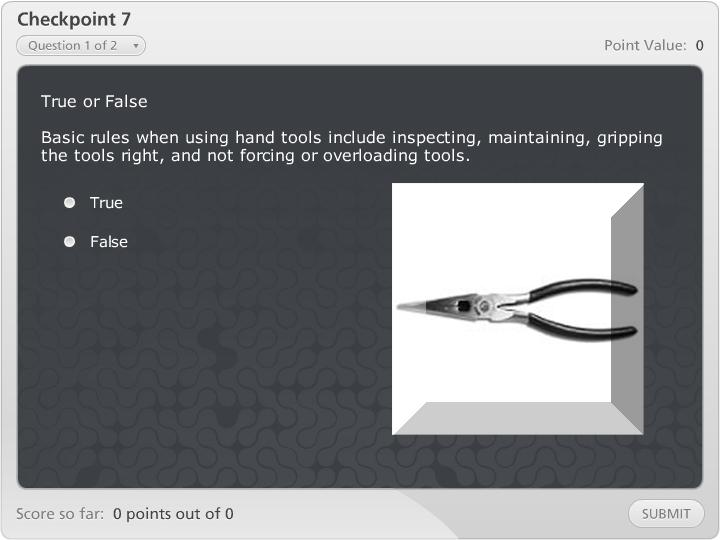 Checkpoint 7
Question 1 of 2
Point Value: 0
True or False
Basic rules when using hand tools include inspecting, maintaining, gripping
the tools right, and not forcing or overloading tools.
True
False
Score so far: 0 points out of 0
SUBMIT